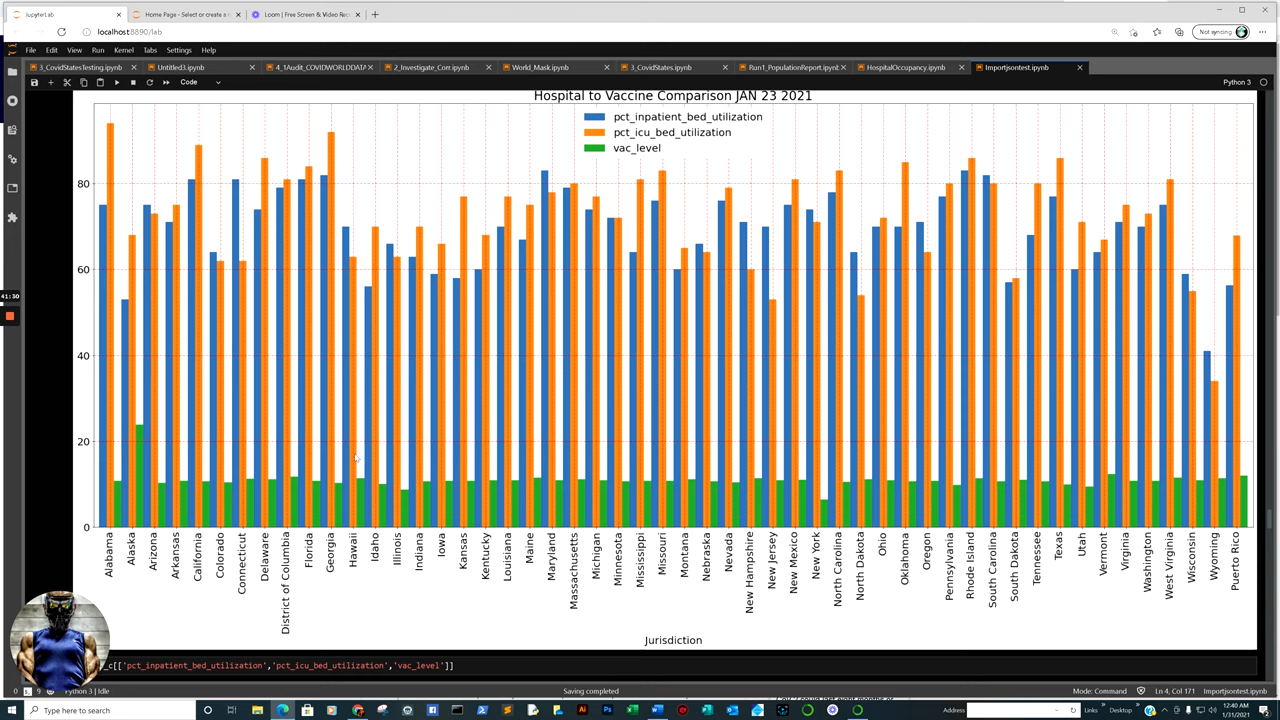 JupyterLab
Home Page - Select or create a n
Loom | Free Screen & Video Rec
localhost:8890/lab
Not syncing
File Edit View Run Kernel Tabs Settings Help
3_CovidStatesTesting.ipynb
Untitled3.ipynb
4_1Audit_COVIDWORLDDATA
2_Investigate_Corr.ipynb
World_Mask.ipynb
3_CovidStates.ipynb
Run1_PopulationReport.ipynb
HospitalOccupancy.ipynb
Importjsontest.ipynb
Code
Python 3
Hospital to Vaccine Comparison JAN 23 2021
pct_inpatient_bed_utilization
pct_icu_bed_utilization
vac_level
80
60
40
20
0
41:30
Alabama
Alaska
Arizona
Arkansas
California
Colorado
Connecticut
Delaware
District of Columbia
Florida
Georgia
Hawaii
Idaho
Illinois
Indiana
Iowa
Kansas
Kentucky
Louisiana
Maine
Maryland
Massachusetts
Michigan
Minnesota
Mississippi
Missouri
Montana
Nebraska
Nevada
New Hampshire
New Jersey
New Mexico
New York
North Carolina
North Dakota
Ohio
Oklahoma
Oregon
Pennsylvania
Rhode Island
South Carolina
South Dakota
Tennessee
Texas
Utah
Vermont
Virginia
Washington
West Virginia
Wisconsin
Wyoming
Puerto Rico
Jurisdiction
_c[['pct_inpatient_bed_utilization','pct_icu_bed_utilization','vac_level']]
0 9 Python 3 | Idle
Saving completed
Mode: Command
Ln 4, Col 171
Importjsontest.ipynb
Type here to search
Address
Links
Desktop
12:40 AM
1/31/2021